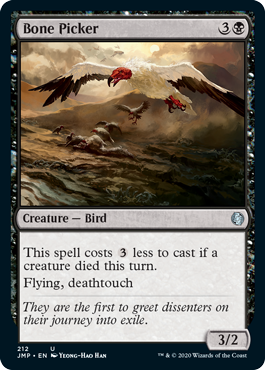 Bone Picker 3
Creature — Bird
This spell costs 3 less to cast if a
creature died this turn.
Flying, deathtouch
They are the first to greet dissenters on
their journey into exile.
3/2
212 U
JMP • EN Yeong-Hao Han
™ & © 2020 Wizards of the Coast